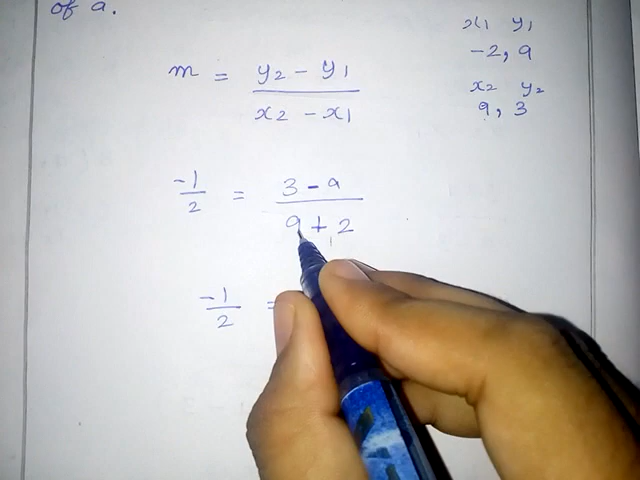 of a.
x₁ y₁
-2, a
x₂ y₂
9, 3
m = y₂ - y₁
x₂ - x₁
-1/2 = 3 - a
9 + 2
-1/2 =